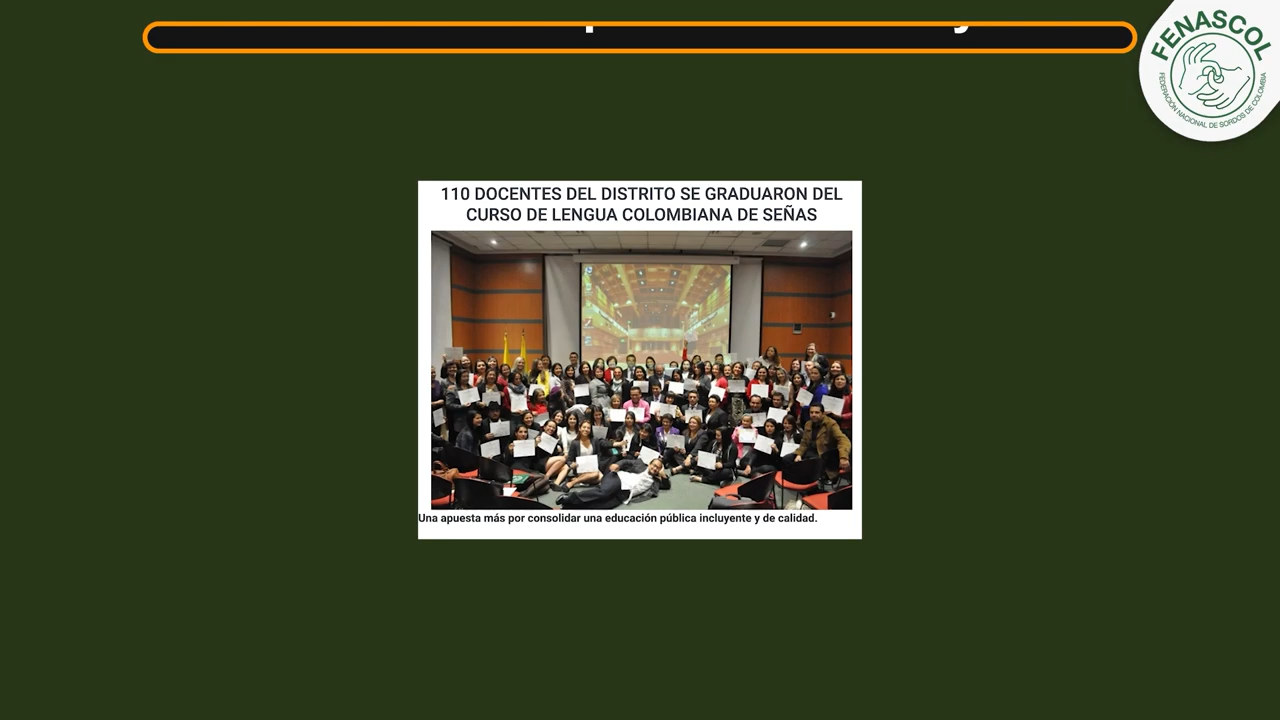 FENASCOL
FEDERACIÓN NACIONAL DE SORDOS DE COLOMBIA
110 DOCENTES DEL DISTRITO SE GRADUARON DEL
CURSO DE LENGUA COLOMBIANA DE SEÑAS
Una apuesta más por consolidar una educación pública incluyente y de calidad.